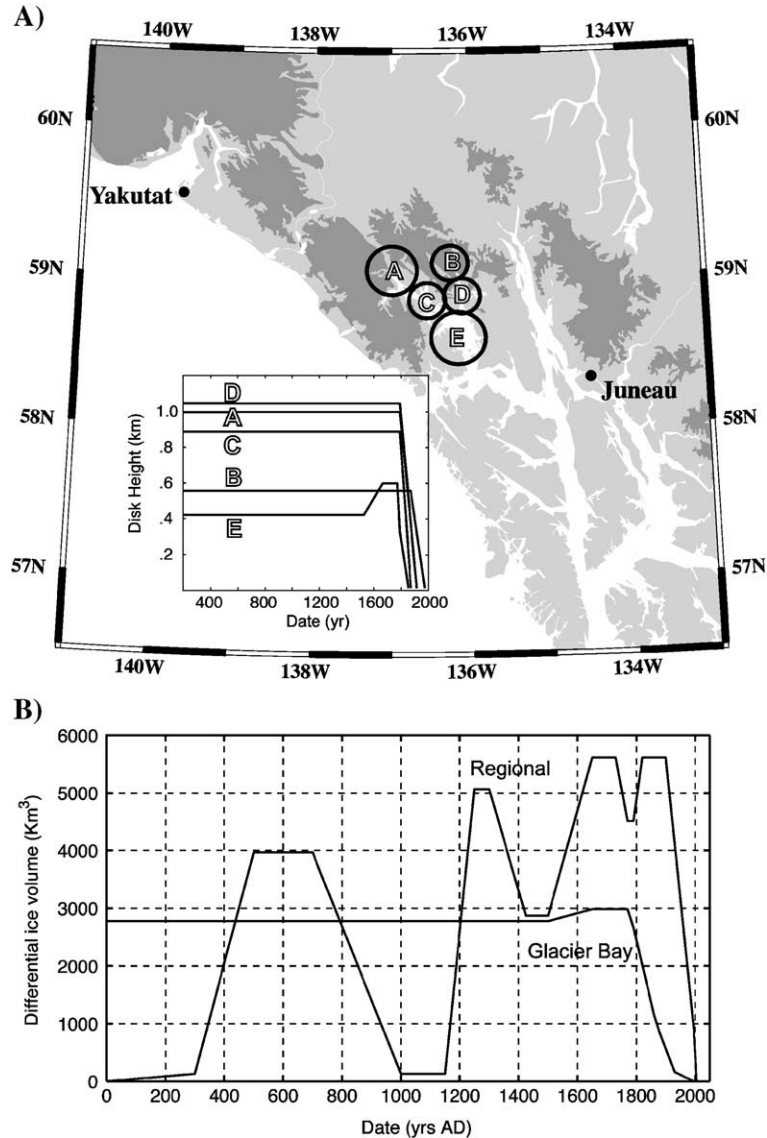 A)
140W 138W 136W 134W
60N 60N
Yakutat
59N 59N
A B
C D
E
Juneau
58N 58N
D
A
C
B
E
1.0
.8
.6
.4
.2
Disk Height (km)
400 800 1200 1600 2000
Date (yr)
57N 57N
140W 138W 136W 134W
B)
6000
5000
4000
3000
2000
1000
0
Differential ice volume (Km³)
Regional
Glacier Bay
0 200 400 600 800 1000 1200 1400 1600 1800 2000
Date (yrs AD)